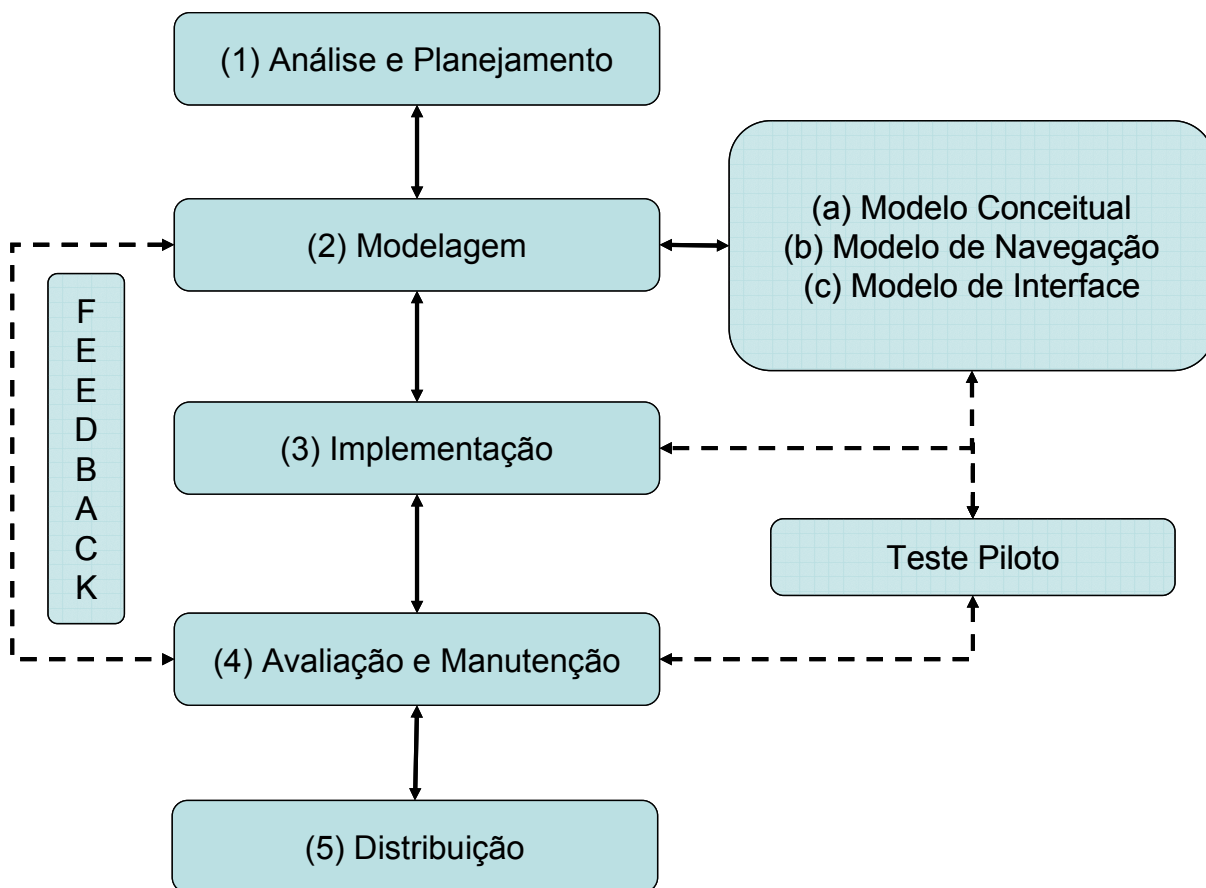 (1) Análise e Planejamento
(2) Modelagem
(a) Modelo Conceitual
(b) Modelo de Navegação
(c) Modelo de Interface
F
E
E
D
B
A
C
K
(3) Implementação
Teste Piloto
(4) Avaliação e Manutenção
(5) Distribuição